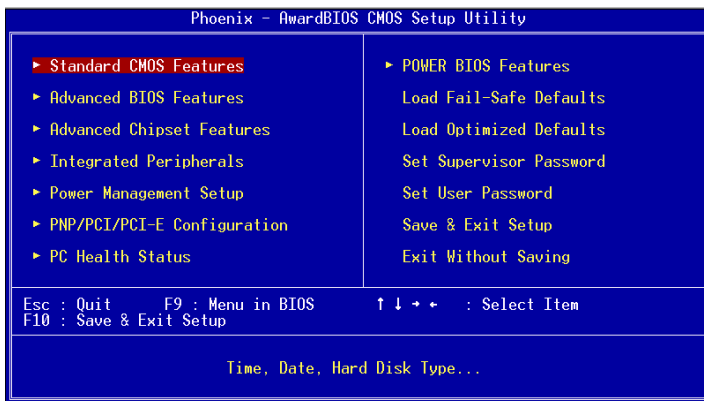 Phoenix - AwardBIOS CMOS Setup Utility
► Standard CMOS Features
► Advanced BIOS Features
► Advanced Chipset Features
► Integrated Peripherals
► Power Management Setup
► PNP/PCI/PCI-E Configuration
► PC Health Status
► POWER BIOS Features
Load Fail-Safe Defaults
Load Optimized Defaults
Set Supervisor Password
Set User Password
Save & Exit Setup
Exit Without Saving
Esc : Quit F9 : Menu in BIOS ↑ ↓ → ← : Select Item
F10 : Save & Exit Setup
Time, Date, Hard Disk Type...